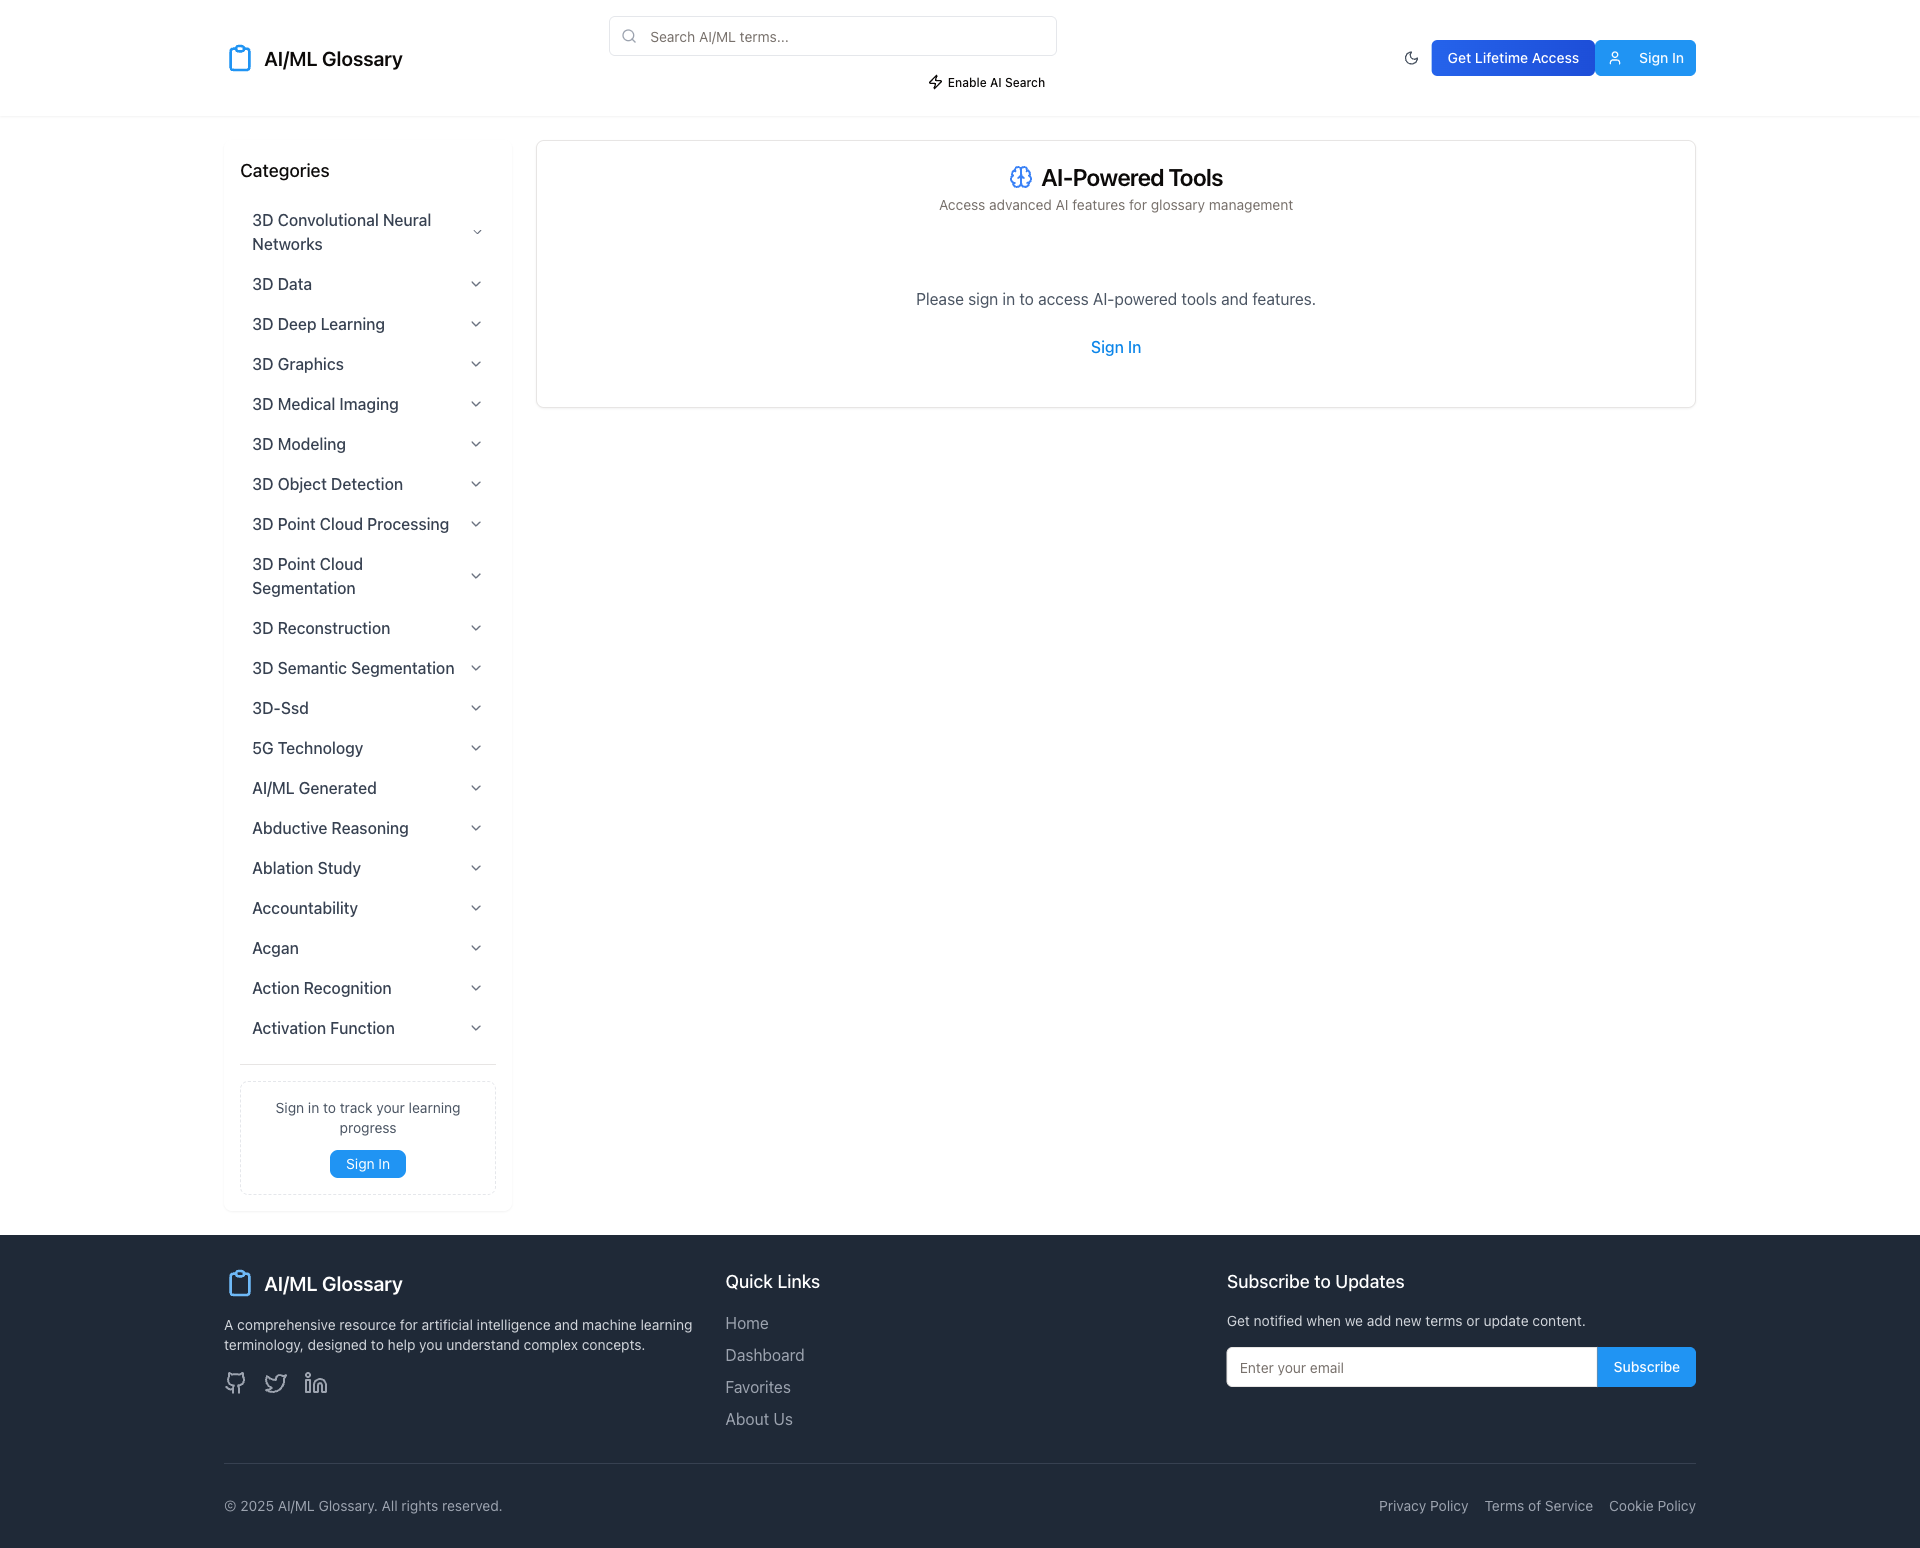 AI/ML Glossary
Search AI/ML terms...
Enable AI Search
Get Lifetime Access
Sign In
Categories
3D Convolutional Neural
Networks
3D Data
3D Deep Learning
3D Graphics
3D Medical Imaging
3D Modeling
3D Object Detection
3D Point Cloud Processing
3D Point Cloud
Segmentation
3D Reconstruction
3D Semantic Segmentation
3D-Ssd
5G Technology
AI/ML Generated
Abductive Reasoning
Ablation Study
Accountability
Acgan
Action Recognition
Activation Function
Sign in to track your learning
progress
Sign In
AI-Powered Tools
Access advanced AI features for glossary management
Please sign in to access AI-powered tools and features.
Sign In
AI/ML Glossary
A comprehensive resource for artificial intelligence and machine learning
terminology, designed to help you understand complex concepts.
Quick Links
Home
Dashboard
Favorites
About Us
Subscribe to Updates
Get notified when we add new terms or update content.
Enter your email
Subscribe
© 2025 AI/ML Glossary. All rights reserved.
Privacy Policy
Terms of Service
Cookie Policy